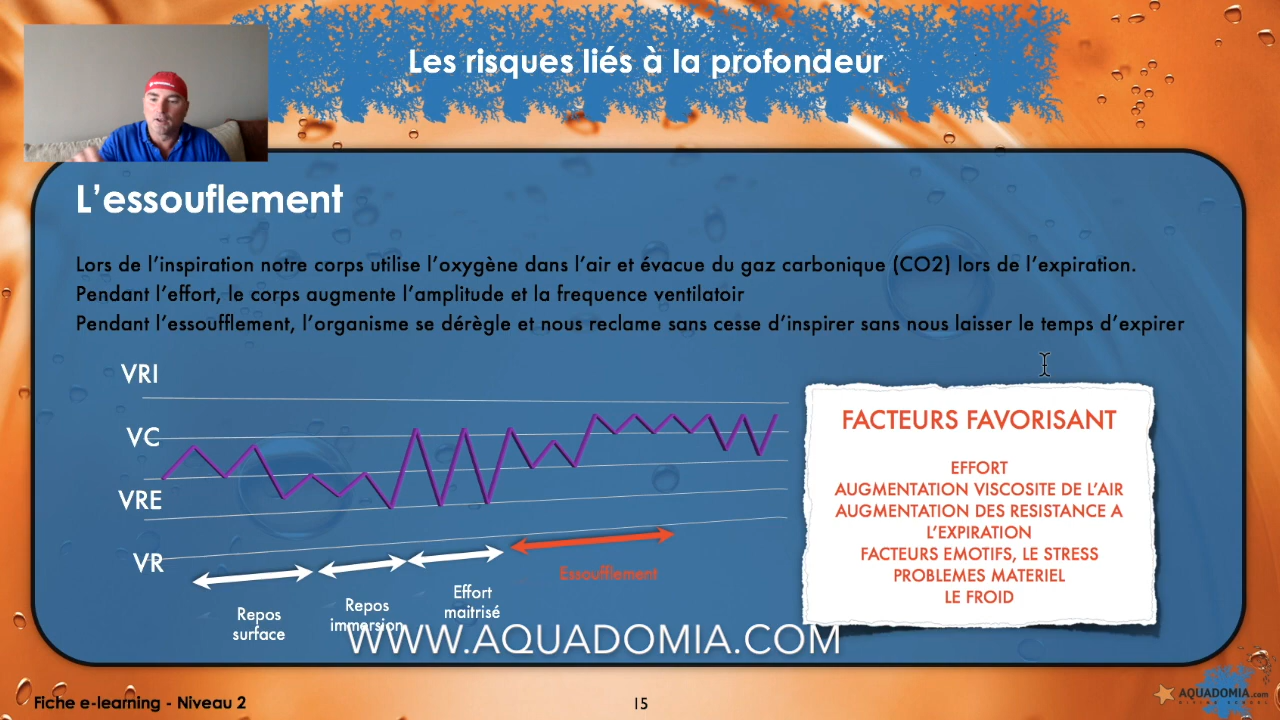 Les risques liés à la profondeur
L'essouflement
Lors de l'inspiration notre corps utilise l'oxygène dans l'air et évacue du gaz carbonique (CO2) lors de l'expiration.
Pendant l'effort, le corps augmente l'amplitude et la frequence ventilatoir
Pendant l'essoufflement, l'organisme se dérègle et nous reclame sans cesse d'inspirer sans nous laisser le temps d'expirer
VRI
VC
VRE
VR
Repos
surface
Repos
immersion
Effort
maitrisé
Essoufflement
FACTEURS FAVORISANT
EFFORT
AUGMENTATION VISCOSITE DE L'AIR
AUGMENTATION DES RESISTANCE A
L'EXPIRATION
FACTEURS EMOTIFS, LE STRESS
PROBLEMES MATERIEL
LE FROID
WWW.AQUADOMIA.COM
Fiche e-learning - Niveau 2
15
AQUADOMIA.com
DIVING SCHOOL